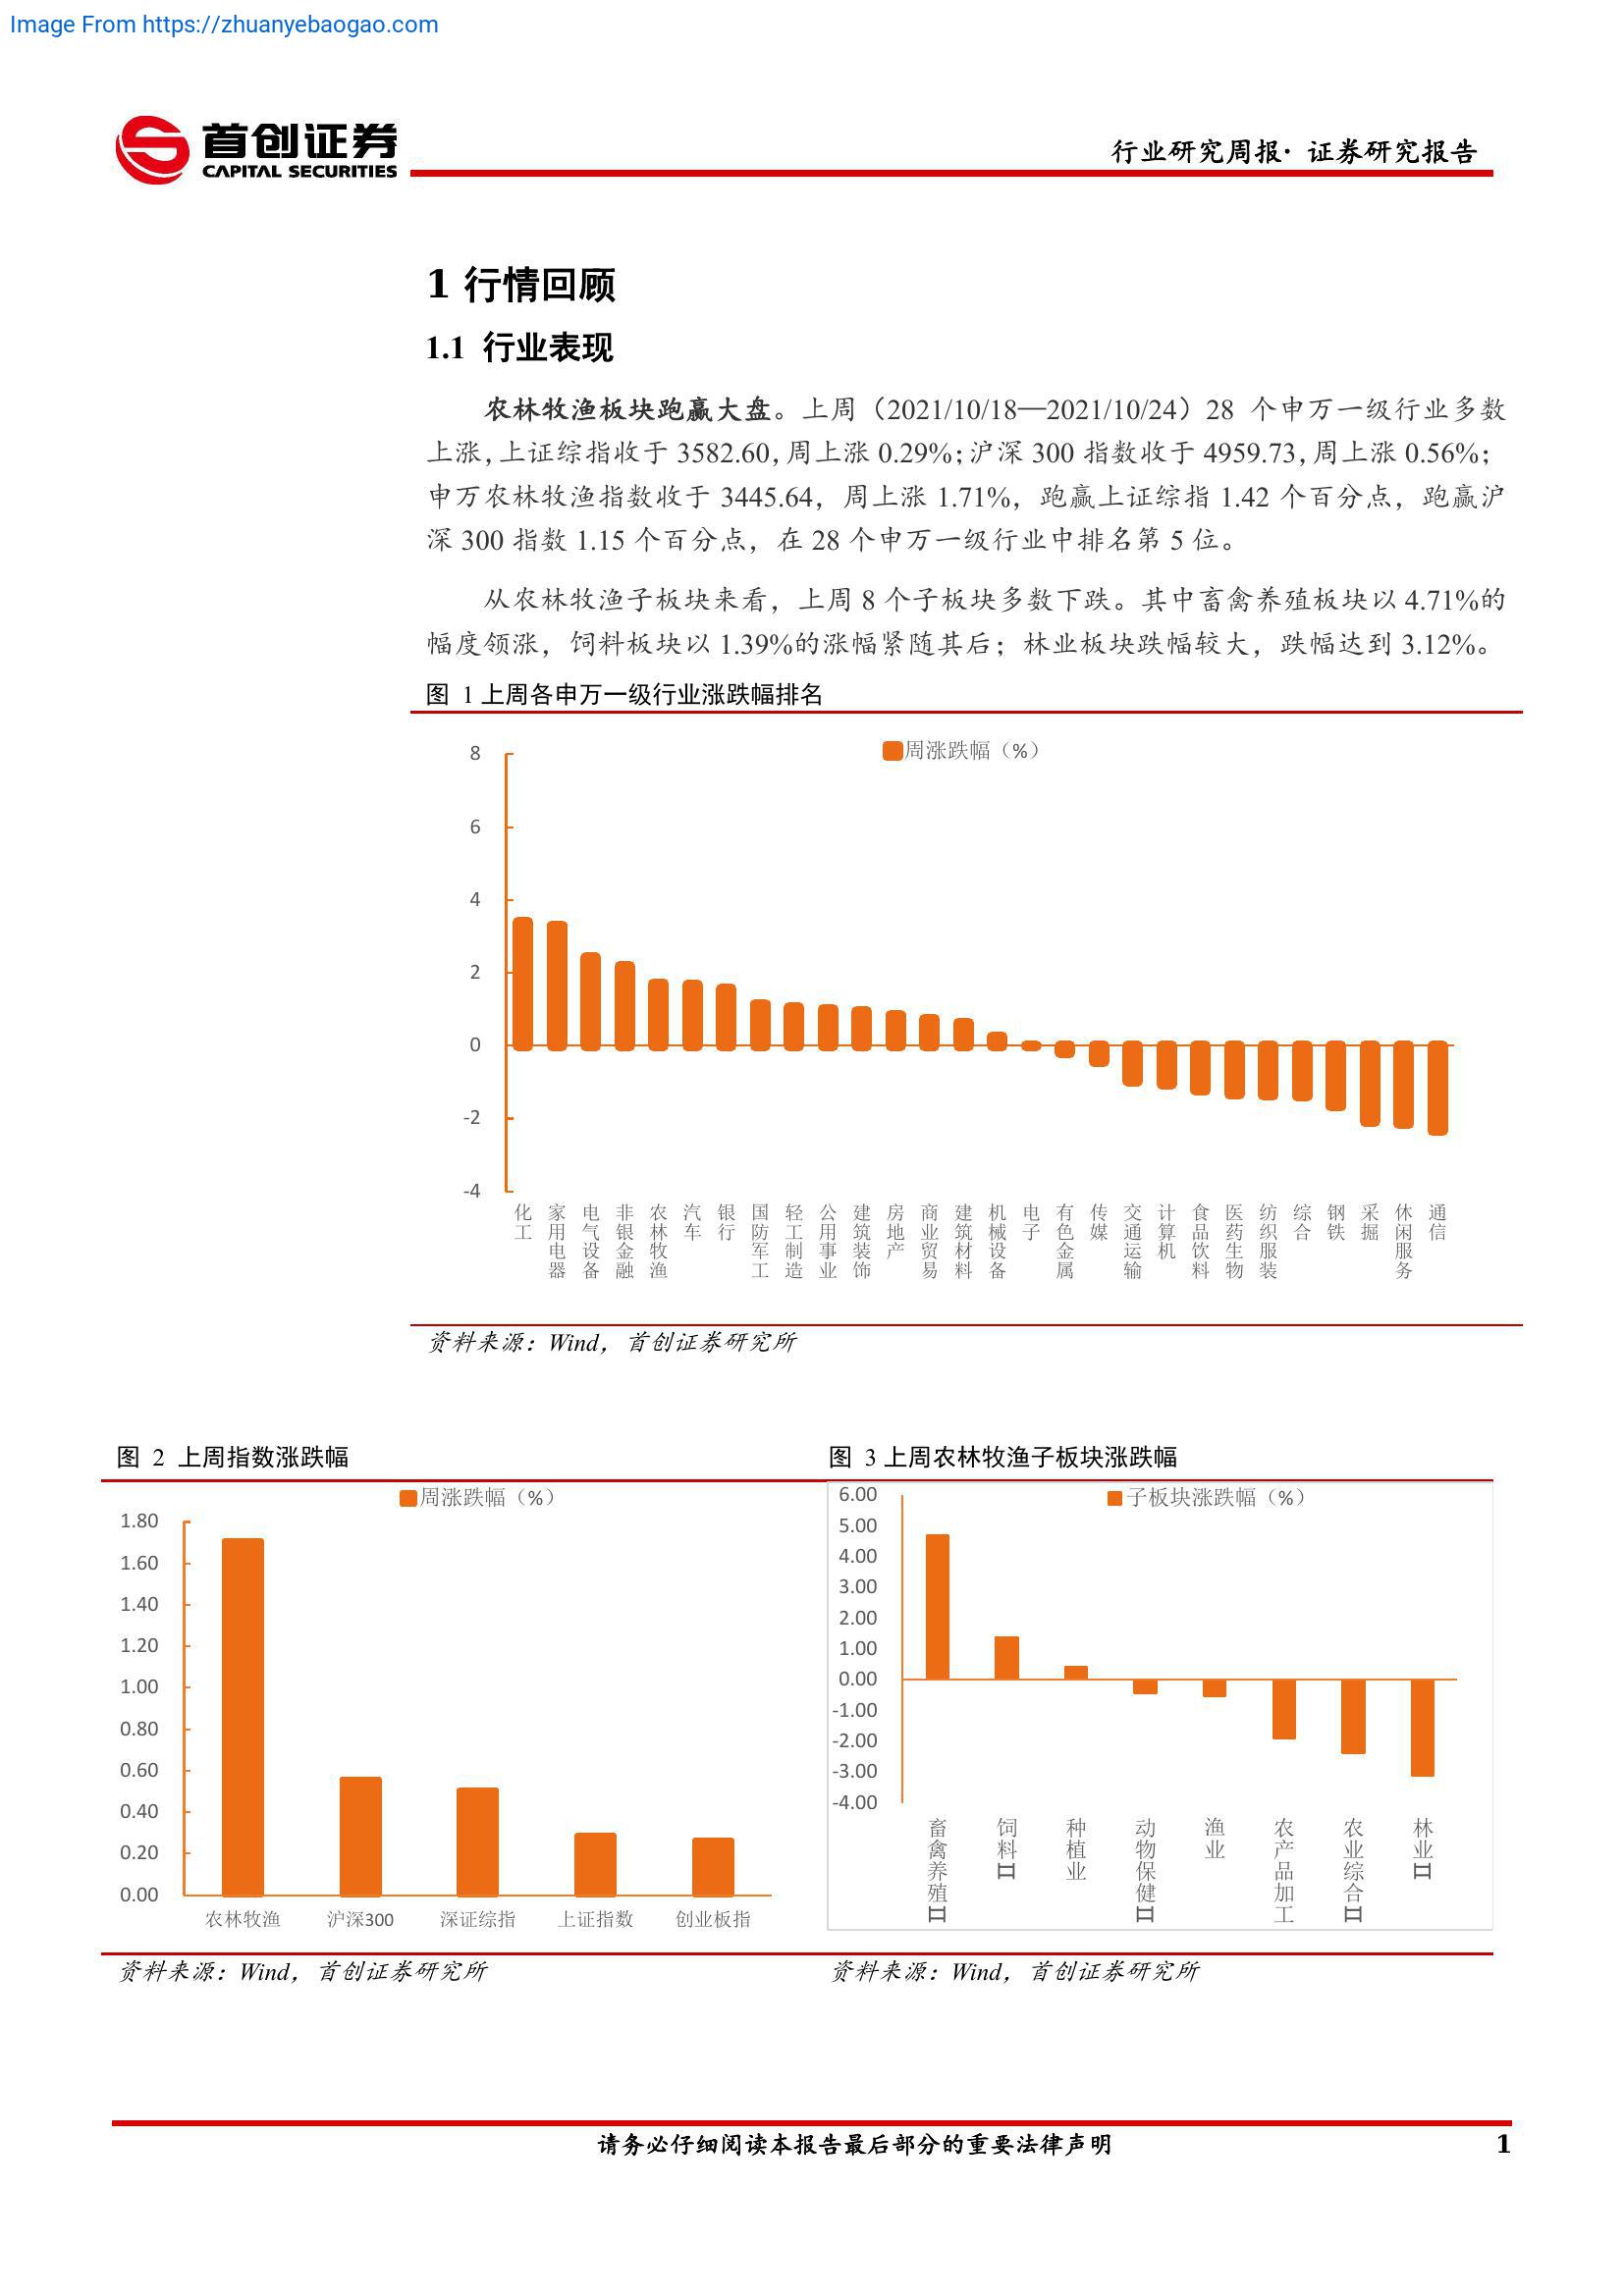 Image From https://zhuanyebaogao.com
首创证券
CAPITAL SECURITIES
行业研究周报· 证券研究报告
1 行情回顾
1.1 行业表现
农林牧渔板块跑赢大盘。上周（2021/10/18—2021/10/24）28 个申万一级行业多数
上涨，上证综指收于 3582.60，周上涨 0.29%；沪深 300 指数收于 4959.73，周上涨 0.56%；
申万农林牧渔指数收于 3445.64，周上涨 1.71%，跑赢上证综指 1.42 个百分点，跑赢沪
深 300 指数 1.15 个百分点，在 28 个申万一级行业中排名第 5 位。
从农林牧渔子板块来看，上周 8 个子板块多数下跌。其中畜禽养殖板块以 4.71%的
幅度领涨，饲料板块以 1.39%的涨幅紧随其后；林业板块跌幅较大，跌幅达到 3.12%。
图 1 上周各申万一级行业涨跌幅排名
周涨跌幅（%）
8
6
4
2
0
-2
-4
化工
家用电器
电气设备
非银金融
农林牧渔
汽车
银行
国防军工
轻工制造
公用事业
建筑装饰
房地产
商业贸易
建筑材料
机械设备
电子
有色金属
传媒
交通运输
计算机
食品饮料
医药生物
纺织服装
综合
钢铁
采掘
休闲服务
通信
资料来源：Wind，首创证券研究所
图 2 上周指数涨跌幅
周涨跌幅（%）
1.80
1.60
1.40
1.20
1.00
0.80
0.60
0.40
0.20
0.00
农林牧渔
沪深300
深证综指
上证指数
创业板指
资料来源：Wind，首创证券研究所
图 3 上周农林牧渔子板块涨跌幅
子板块涨跌幅（%）
6.00
5.00
4.00
3.00
2.00
1.00
0.00
-1.00
-2.00
-3.00
-4.00
畜禽养殖Ⅱ
饲料Ⅱ
种植业
动物保健Ⅱ
渔业
农产品加工
农业综合Ⅱ
林业Ⅱ
资料来源：Wind，首创证券研究所
请务必仔细阅读本报告最后部分的重要法律声明
1